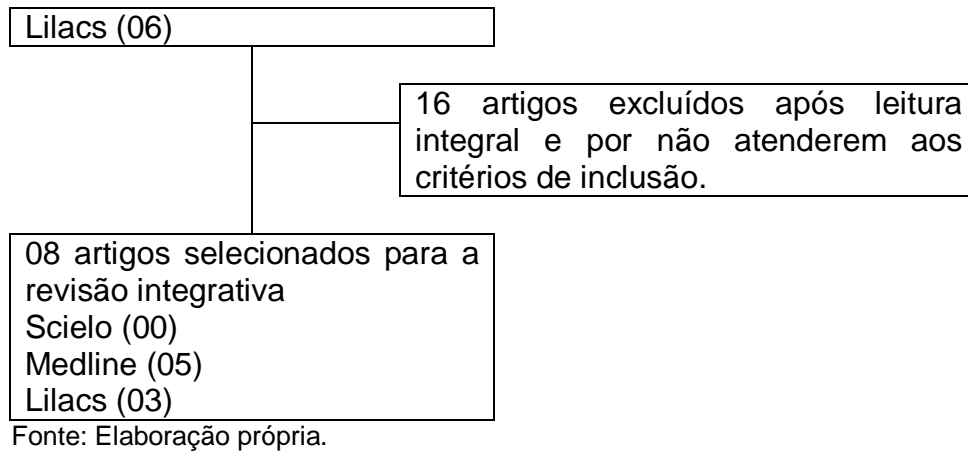 Lilacs (06)
16 artigos excluídos após leitura
integral e por não atenderem aos
critérios de inclusão.
08 artigos selecionados para a
revisão integrativa
Scielo (00)
Medline (05)
Lilacs (03)
Fonte: Elaboração própria.